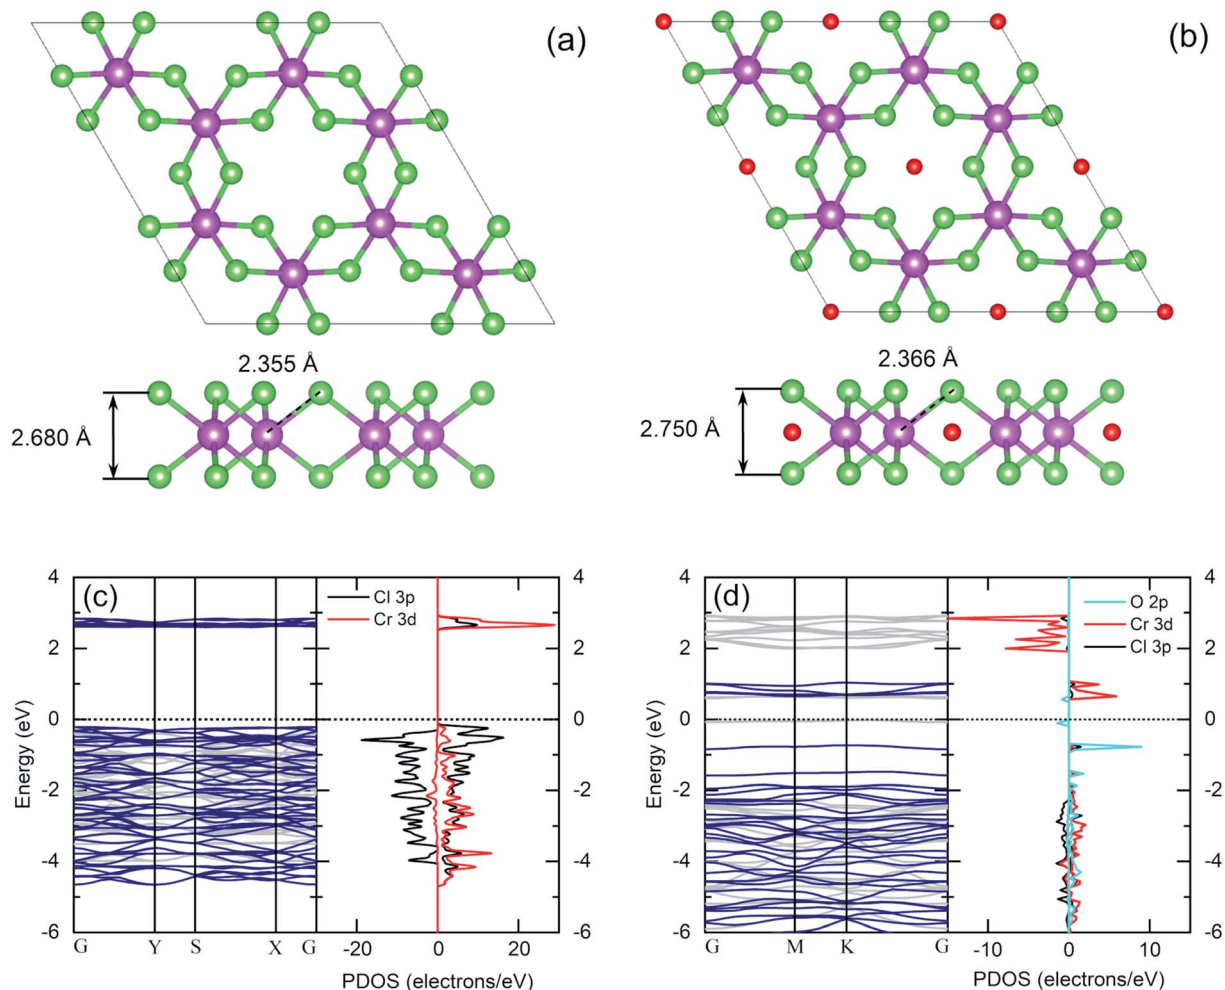 (a)
(b)
2.355 Å
2.680 Å
2.366 Å
2.750 Å
(c)
Cl 3p
Cr 3d
4
2
0
-2
-4
-6
Energy (eV)
G Y S X G
-20 0 20
PDOS (electrons/eV)
4
2
0
-2
-4
-6
(d)
O 2p
Cr 3d
Cl 3p
4
2
0
-2
-4
-6
Energy (eV)
G M K G
-10 0 10
PDOS (electrons/eV)
4
2
0
-2
-4
-6